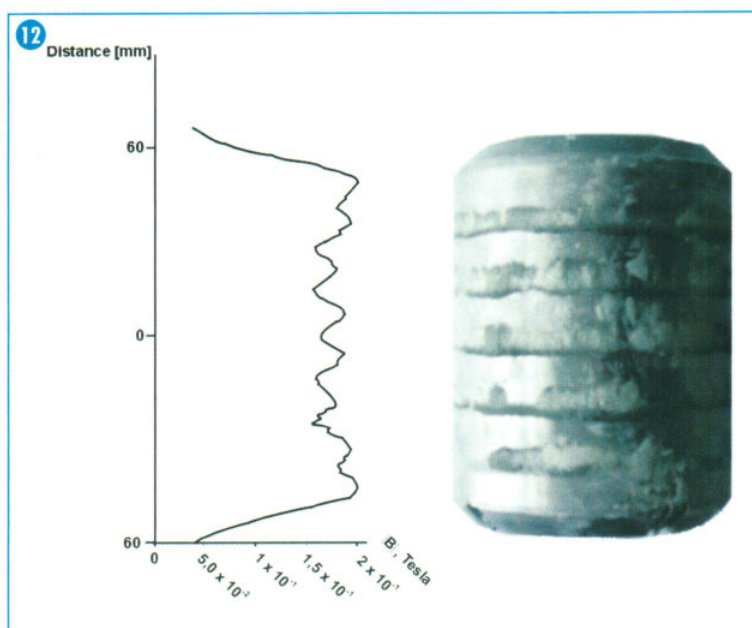 12
Distance [mm]
60
0
60
0
5,0 x 10⁻²
1 x 10⁻¹
1,5 x 10⁻¹
2 x 10⁻¹
B, Tesla